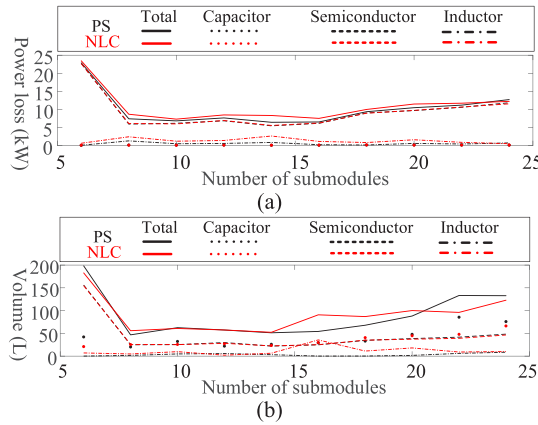 Total Capacitor Semiconductor Inductor
PS
NLC
Power loss (kW)
25
20
15
10
5
0
5 10 15 20 25
Number of submodules
(a)
Total Capacitor Semiconductor Inductor
PS
NLC
Volume (L)
200
150
100
50
0
5 10 15 20 25
Number of submodules
(b)